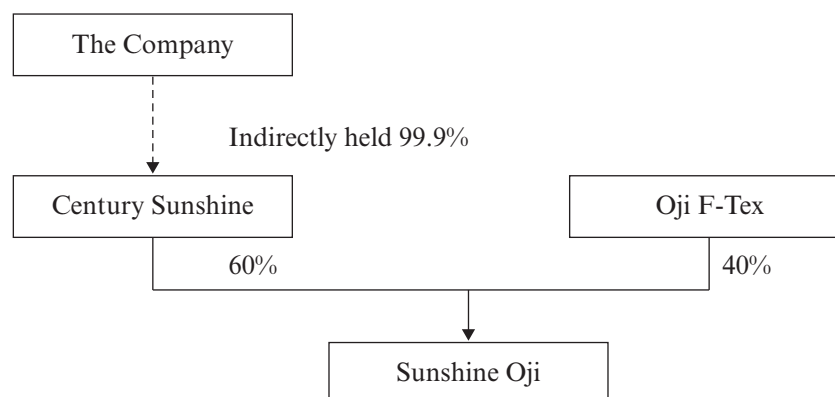 The Company
Indirectly held 99.9%
Century Sunshine
Oji F-Tex
60%
40%
Sunshine Oji